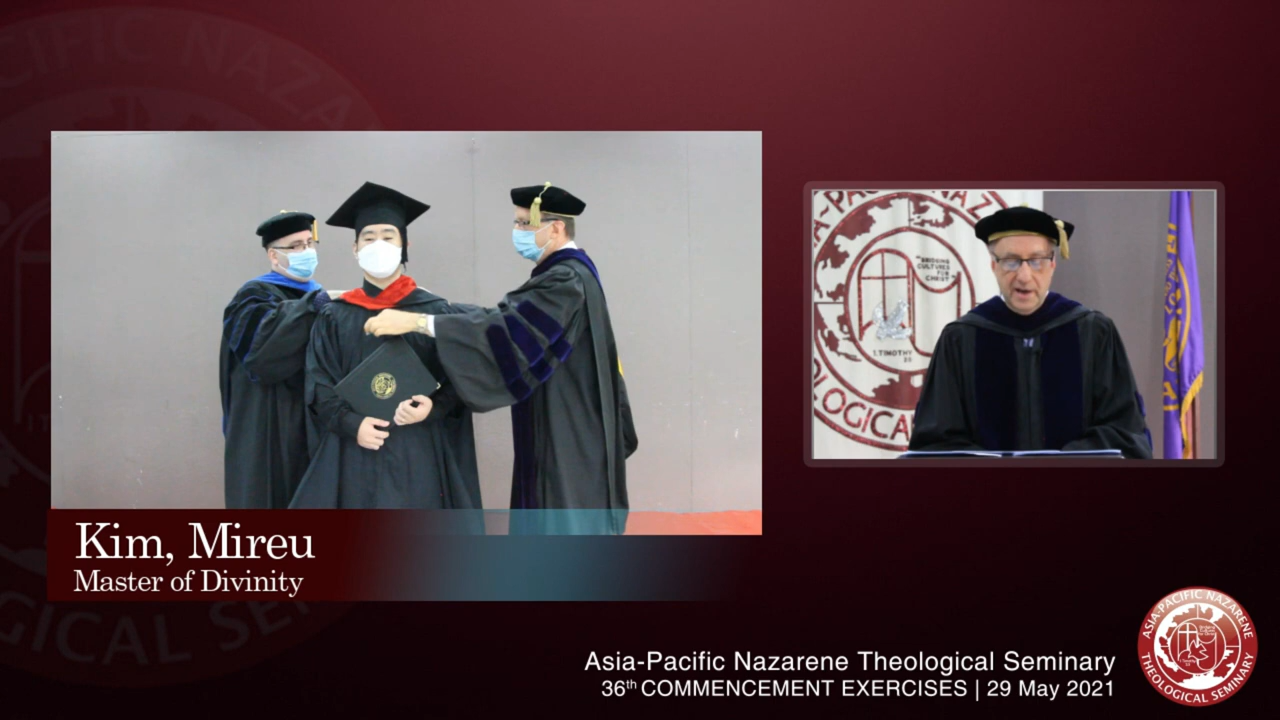 Kim, Mireu
Master of Divinity
"BRIDGING
CULTURES
FOR
CHRIST"
I. TIMOTHY
OGICA
Asia-Pacific Nazarene Theological Seminary
36th COMMENCEMENT EXERCISES | 29 May 2021
ASIA-PACIFIC NAZARENE
THEOLOGICAL SEMINARY